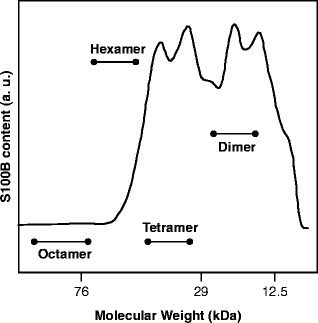 Hexamer
S100B content (a. u.)
Dimer
Tetramer
Octamer
76 29 12.5
Molecular Weight (kDa)